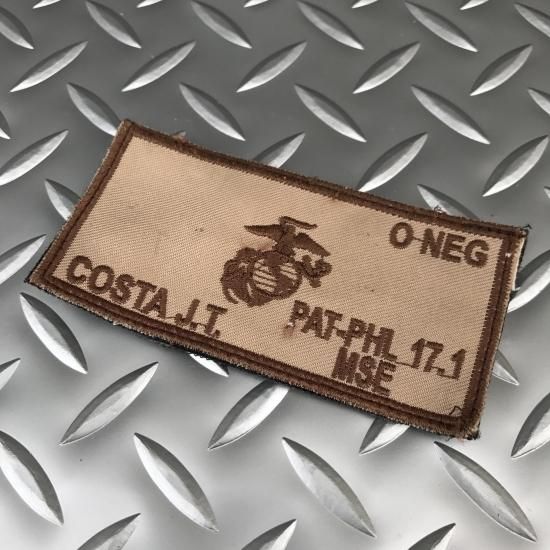 O NEG
COSTA J.T.
PAT-PHL 17.1
MSE